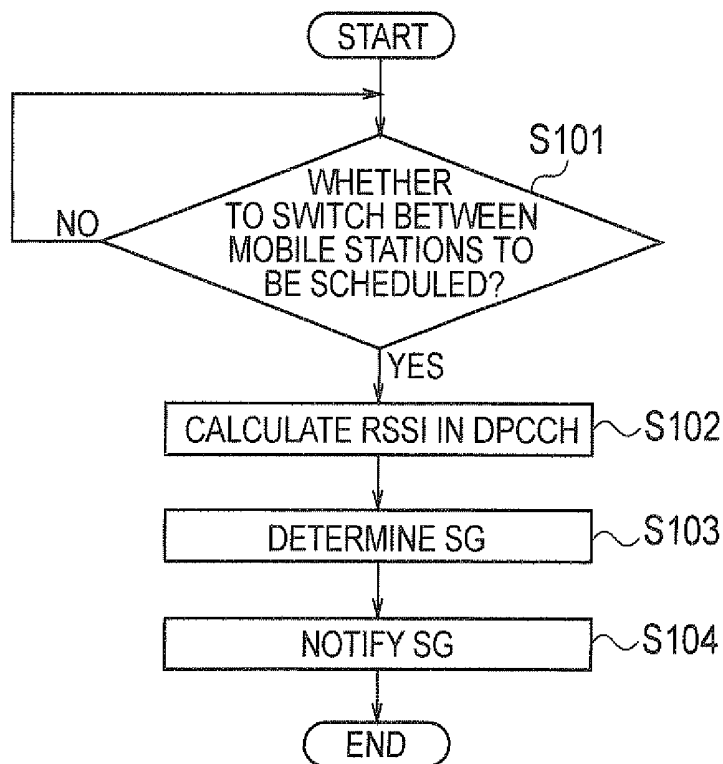 START
S101
WHETHER
TO SWITCH BETWEEN
MOBILE STATIONS TO
BE SCHEDULED?
NO
YES
CALCULATE RSSI IN DPCCH
S102
DETERMINE SG
S103
NOTIFY SG
S104
END